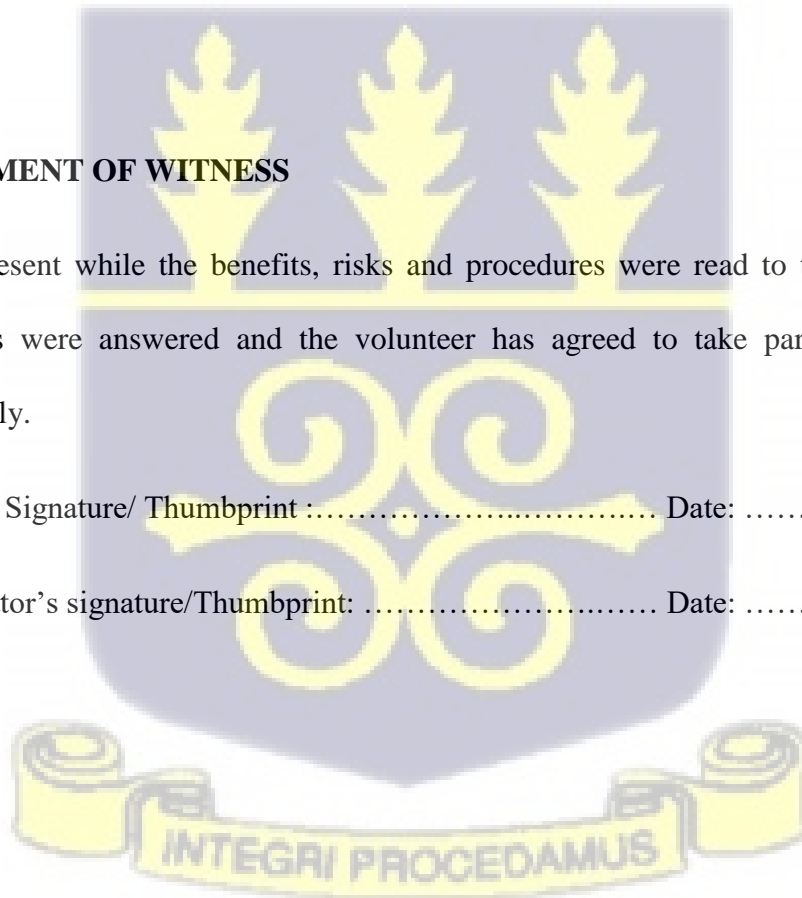 MENT OF WITNESS
esent while the benefits, risks and procedures were read to t
s were answered and the volunteer has agreed to take par
ly.
Signature/ Thumbprint :……………….…………… Date: ……
tor’s signature/Thumbprint: …………………….…… Date: ……
INTEGRI PROCEDAMUS